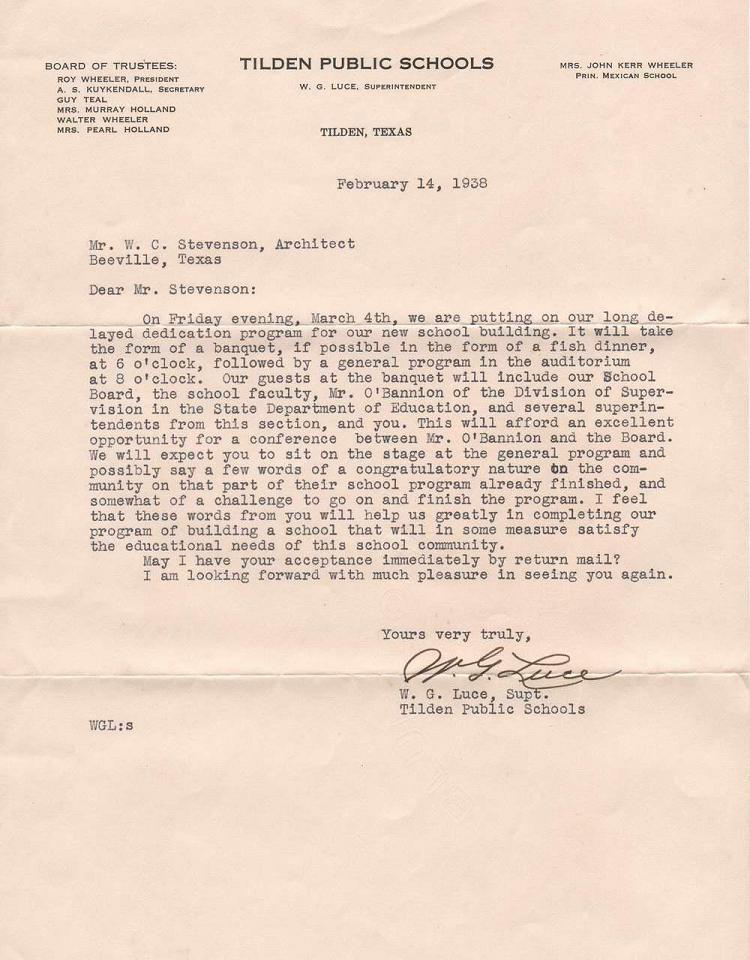 BOARD OF TRUSTEES:
ROY WHEELER, PRESIDENT
A. S. KUYKENDALL, SECRETARY
GUY TEAL
MRS. MURRAY HOLLAND
WALTER WHEELER
MRS. PEARL HOLLAND
TILDEN PUBLIC SCHOOLS
W. G. LUCE, SUPERINTENDENT
TILDEN, TEXAS
MRS. JOHN KERR WHEELER
PRIN. MEXICAN SCHOOL
February 14, 1938
Mr. W. C. Stevenson, Architect
Beeville, Texas
Dear Mr. Stevenson:
On Friday evening, March 4th, we are putting on our long de-
layed dedication program for our new school building. It will take
the form of a banquet, if possible in the form of a fish dinner,
at 6 o'clock, followed by a general program in the auditorium
at 8 o'clock. Our guests at the banquet will include our School
Board, the school faculty, Mr. O'Bannion of the Division of Super-
vision in the State Department of Education, and several superin-
tendents from this section, and you. This will afford an excellent
opportunity for a conference between Mr. O'Bannion and the Board.
We will expect you to sit on the stage at the general program and
possibly say a few words of a congratulatory nature on the com-
munity on that part of their school program already finished, and
somewhat of a challenge to go on and finish the program. I feel
that these words from you will help us greatly in completing our
program of building a school that will in some measure satisfy
the educational needs of this school community.
May I have your acceptance immediately by return mail?
I am looking forward with much pleasure in seeing you again.
Yours very truly,
W. G. Luce
W. G. Luce, Supt.
Tilden Public Schools
WGL:s